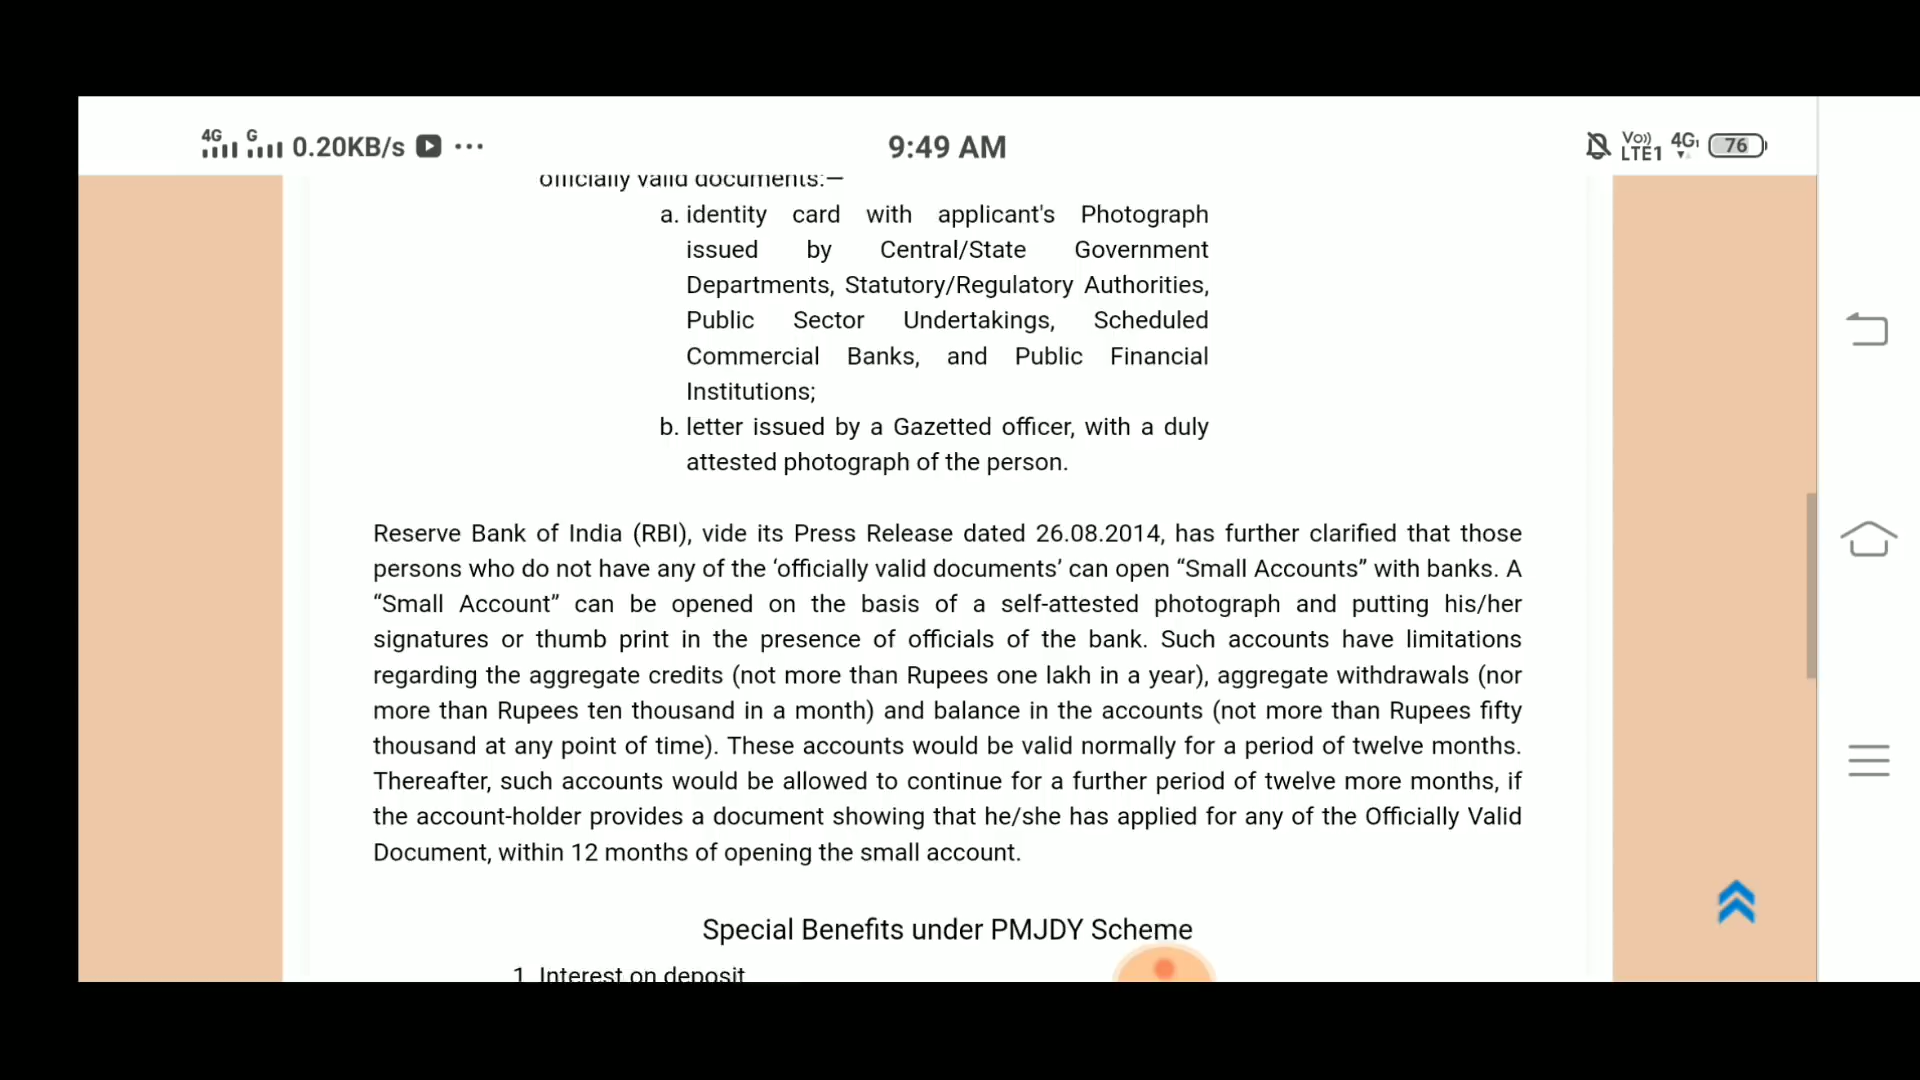 4G G 0.20KB/s ...
9:49 AM
Vo)) LTE1 4G 76
officially valid documents:—
a. identity card with applicant's Photograph
issued by Central/State Government
Departments, Statutory/Regulatory Authorities,
Public Sector Undertakings, Scheduled
Commercial Banks, and Public Financial
Institutions;
b. letter issued by a Gazetted officer, with a duly
attested photograph of the person.
Reserve Bank of India (RBI), vide its Press Release dated 26.08.2014, has further clarified that those
persons who do not have any of the ‘officially valid documents’ can open “Small Accounts” with banks. A
“Small Account” can be opened on the basis of a self-attested photograph and putting his/her
signatures or thumb print in the presence of officials of the bank. Such accounts have limitations
regarding the aggregate credits (not more than Rupees one lakh in a year), aggregate withdrawals (nor
more than Rupees ten thousand in a month) and balance in the accounts (not more than Rupees fifty
thousand at any point of time). These accounts would be valid normally for a period of twelve months.
Thereafter, such accounts would be allowed to continue for a further period of twelve more months, if
the account-holder provides a document showing that he/she has applied for any of the Officially Valid
Document, within 12 months of opening the small account.
Special Benefits under PMJDY Scheme
1. Interest on deposit